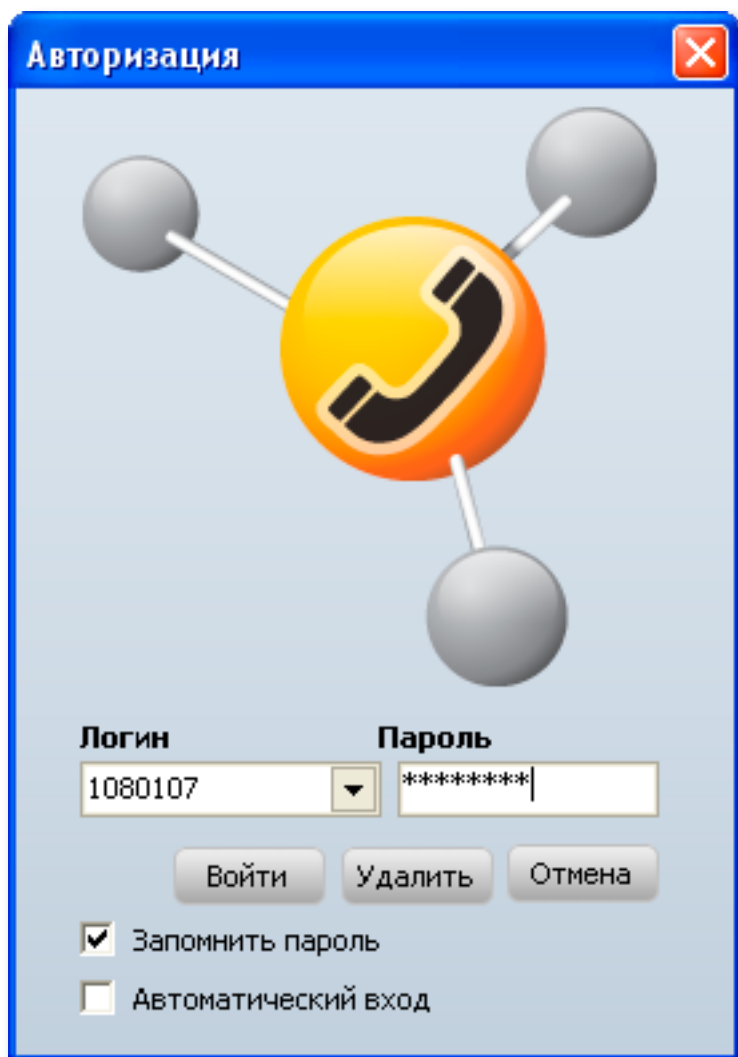 Авторизация
Логин Пароль
1080107 ********
Войти Удалить Отмена
Запомнить пароль
Автоматический вход